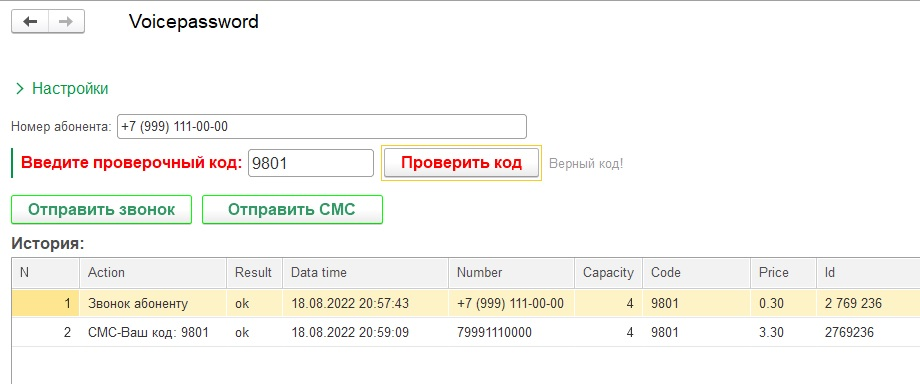 Voicepassword
Настройки
Номер абонента: +7 (999) 111-00-00
Введите проверочный код: 9801 Проверить код Верный код!
Отправить звонок Отправить СМС
История:
N Action Result Data time Number Capacity Code Price Id
1 Звонок абоненту ok 18.08.2022 20:57:43 +7 (999) 111-00-00 4 9801 0.30 2 769 236
2 СМС-Ваш код: 9801 ok 18.08.2022 20:59:09 79991110000 4 9801 3.30 2769236